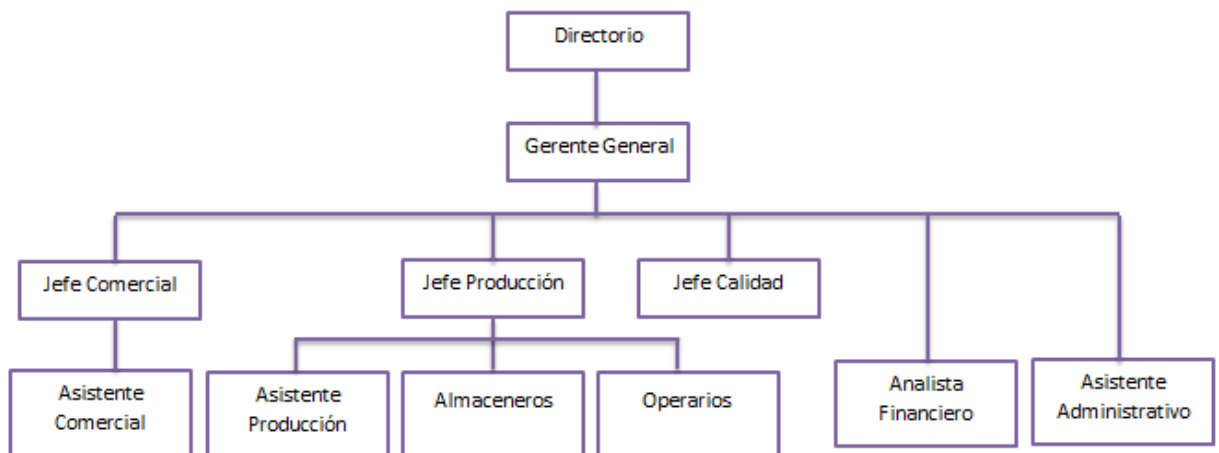 Directorio
Gerente General
Jefe Comercial
Jefe Producción
Jefe Calidad
Asistente
Comercial
Asistente
Producción
Almaceneros
Operarios
Analista
Financiero
Asistente
Administrativo